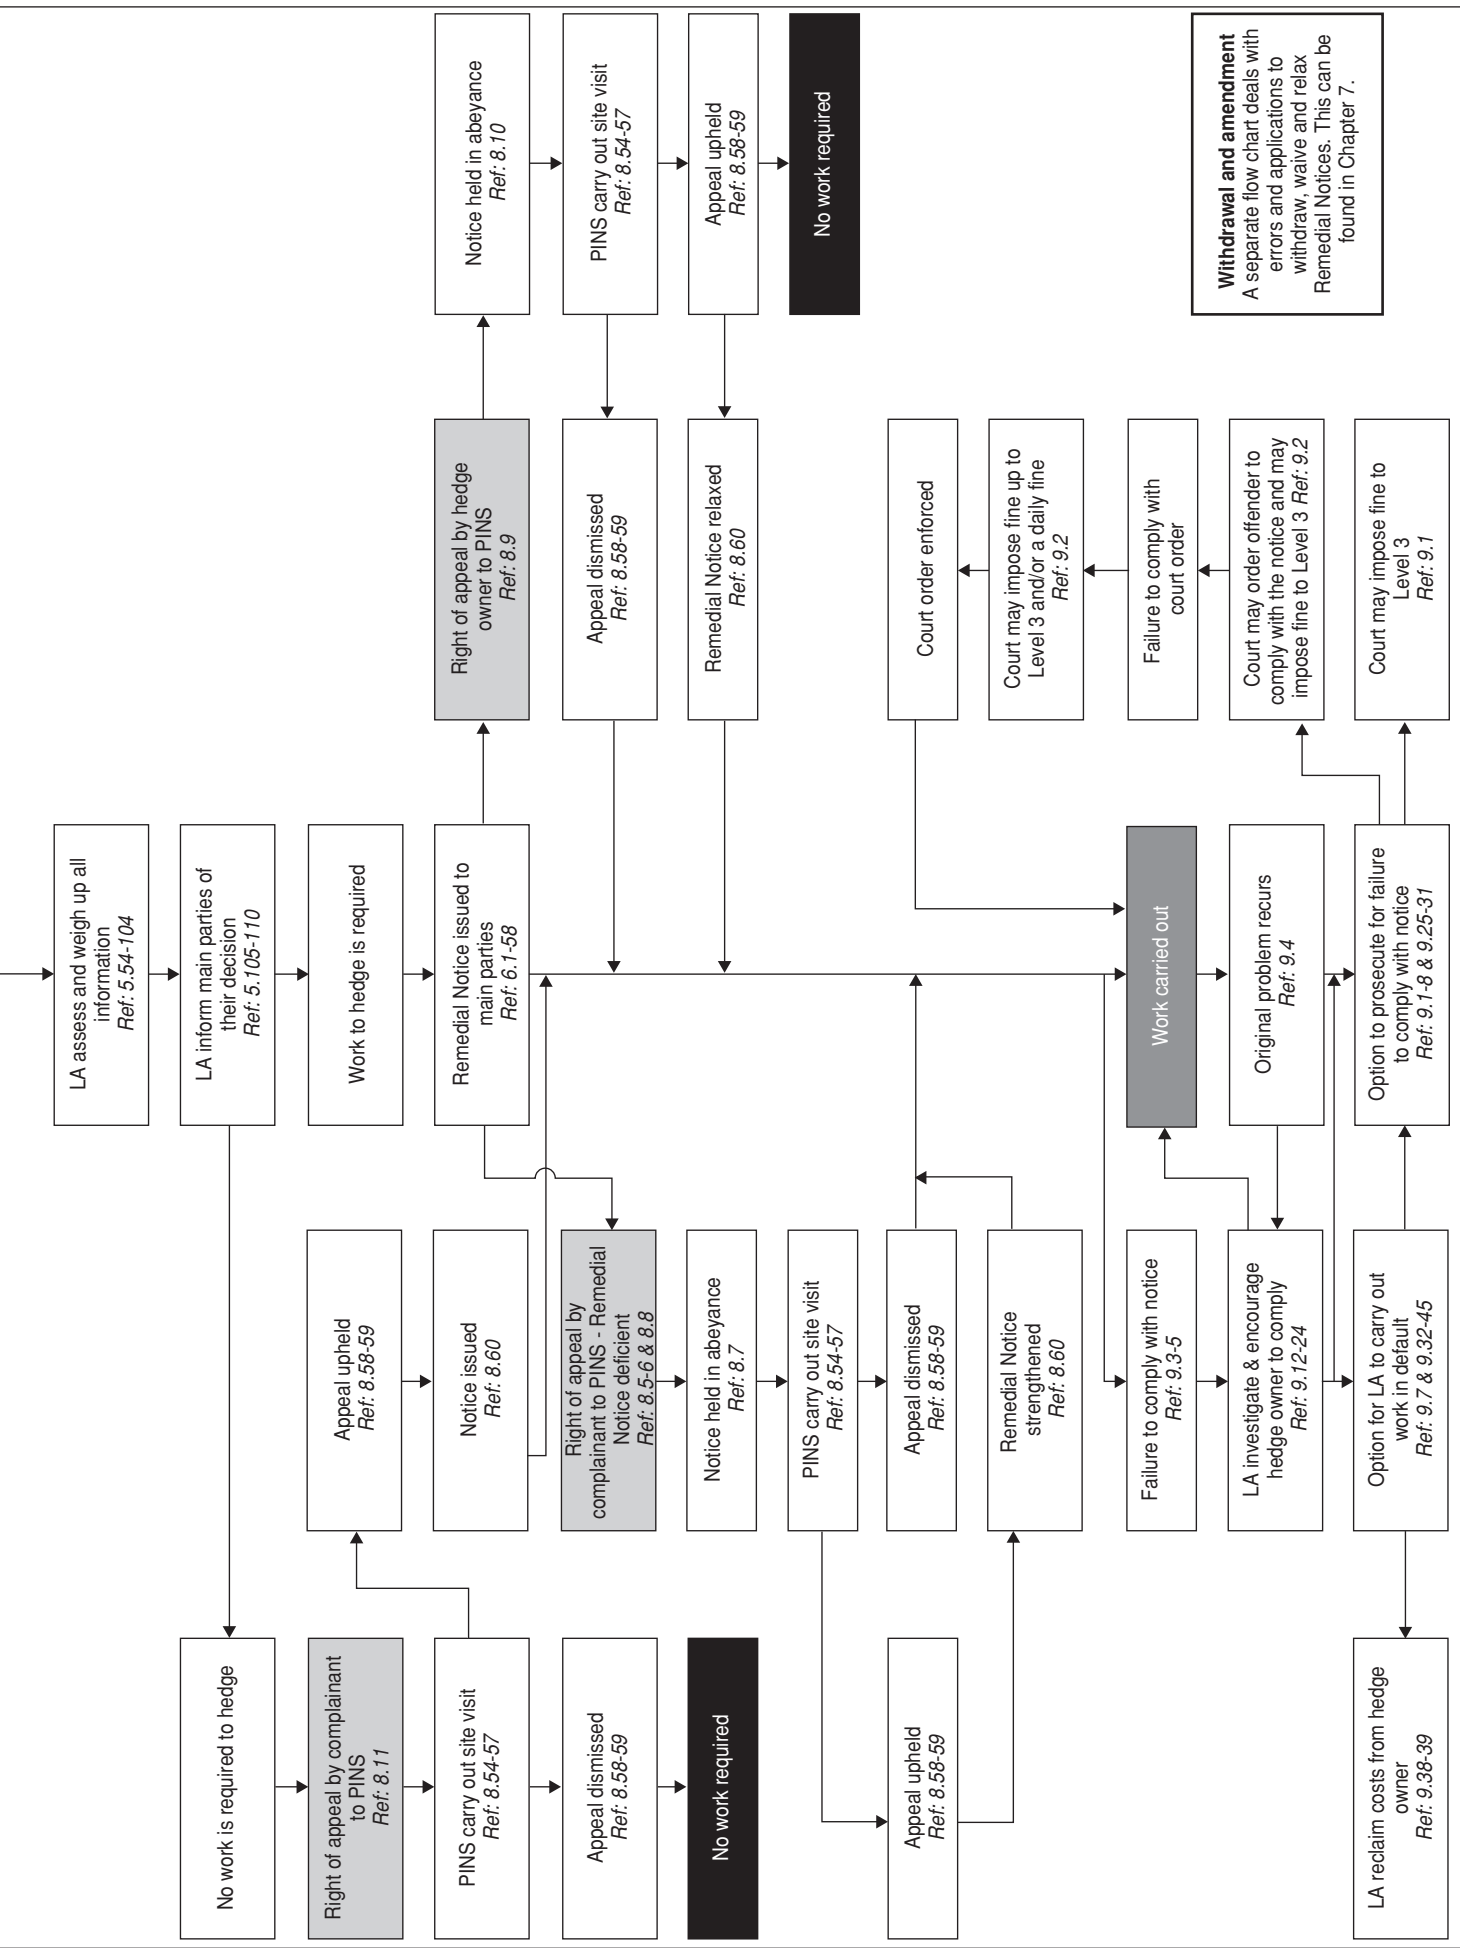 LA assess and weigh up all
information
Ref: 5.54-104
LA inform main parties of
their decision
Ref: 5.105-110
Work to hedge is required
Remedial Notice issued to
main parties
Ref: 6.1-58
No work is required to hedge
Right of appeal by complainant
to PINS
Ref: 8.11
PINS carry out site visit
Ref: 8.54-57
Appeal dismissed
Ref: 8.58-59
No work required
Appeal upheld
Ref: 8.58-59
Notice issued
Ref: 8.60
Right of appeal by
complainant to PINS - Remedial
Notice deficient
Ref: 8.5-6 & 8.8
Notice held in abeyance
Ref: 8.7
PINS carry out site visit
Ref: 8.54-57
Appeal dismissed
Ref: 8.58-59
Appeal upheld
Ref: 8.58-59
Remedial Notice
strengthened
Ref: 8.60
Right of appeal by hedge
owner to PINS
Ref: 8.9
Notice held in abeyance
Ref: 8.10
PINS carry out site visit
Ref: 8.54-57
Appeal dismissed
Ref: 8.58-59
Appeal upheld
Ref: 8.58-59
Remedial Notice relaxed
Ref: 8.60
No work required
Failure to comply with notice
Ref: 9.3-5
LA investigate & encourage
hedge owner to comply
Ref: 9.12-24
Option for LA to carry out
work in default
Ref: 9.7 & 9.32-45
LA reclaim costs from hedge
owner
Ref: 9.38-39
Work carried out
Original problem recurs
Ref: 9.4
Option to prosecute for failure
to comply with notice
Ref: 9.1-8 & 9.25-31
Court order enforced
Court may impose fine up to
Level 3 and/or a daily fine
Ref: 9.2
Failure to comply with
court order
Court may order offender to
comply with the notice and may
impose fine to Level 3 Ref: 9.2
Court may impose fine to
Level 3
Ref: 9.1
Withdrawal and amendment
A separate flow chart deals with
errors and applications to
withdraw, waive and relax
Remedial Notices. This can be
found in Chapter 7.